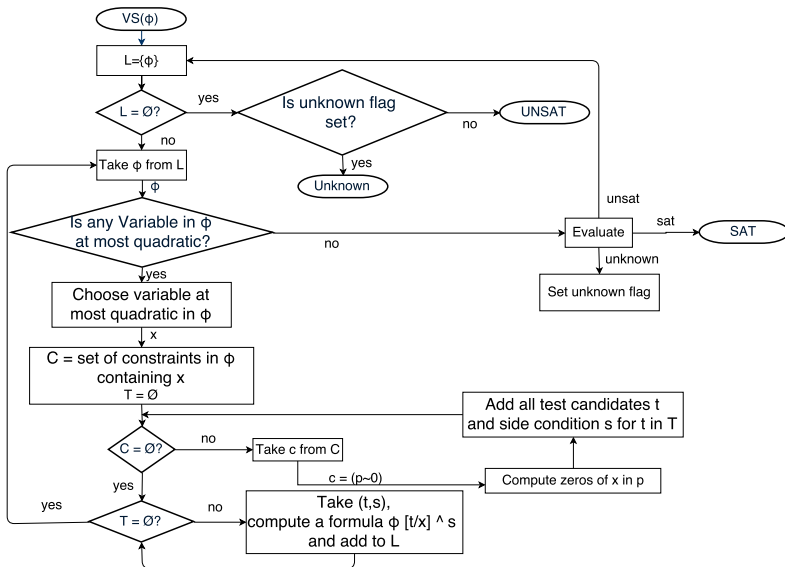 VS(ϕ)
L={ϕ}
L = Ø?
yes
Is unknown flag
set?
no
UNSAT
yes
Unknown
no
Take ϕ from L
ϕ
Is any Variable in ϕ
at most quadratic?
no
unsat
Evaluate
sat
SAT
unknown
Set unknown flag
yes
Choose variable at
most quadratic in ϕ
x
C = set of constraints in ϕ
containing x
T = Ø
Add all test candidates t
and side condition s for t in T
C = Ø?
no
Take c from C
c = (p~0)
Compute zeros of x in p
yes
yes
T = Ø?
no
Take (t,s),
compute a formula ϕ [t/x] ^ s
and add to L